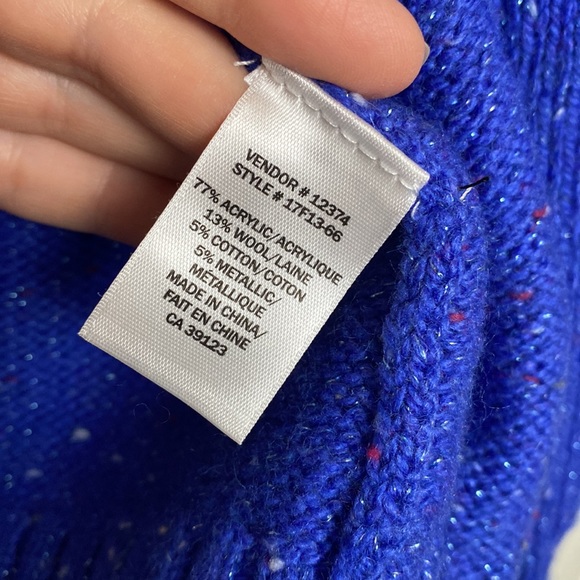 VENDOR # 12374
STYLE # 17F13-66
77% ACRYLIC/ACRYLIQUE
13% WOOL/LAINE
5% COTTON/COTON
5% METALLIC/
METALLIQUE
MADE IN CHINA/
FAIT EN CHINE
CA 39123